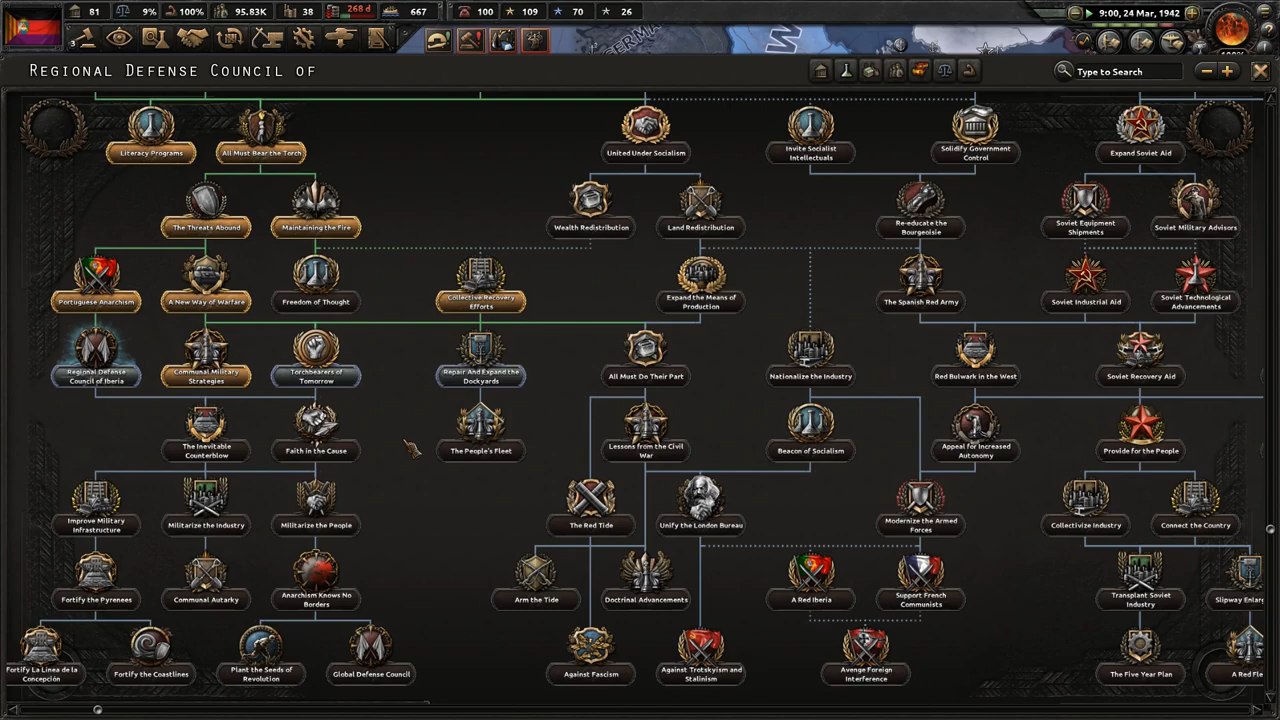 81
9%
100%
95.83K
38
268 d
667
100
109
70
26
9:00, 24 Mar, 1942
GERMA
W
3
100%
REGIONAL DEFENSE COUNCIL OF
Type to Search
Literacy Programs
All Must Bear the Torch
United Under Socialism
Invite Socialist
Intellectuals
Solidify Government
Control
Expand Soviet Aid
The Threats Abound
Maintaining the Fire
Wealth Redistribution
Land Redistribution
Re-educate the
Bourgeoisie
Soviet Equipment
Shipments
Soviet Military Advisors
Portuguese Anarchism
A New Way of Warfare
Freedom of Thought
Collective Recovery
Efforts
Expand the Means of
Production
The Spanish Red Army
Soviet Industrial Aid
Soviet Technological
Advancements
Regional Defense
Council of Iberia
Communal Military
Strategies
Torchbearers of
Tomorrow
Repair And Expand the
Dockyards
All Must Do Their Part
Nationalize the Industry
Red Bulwark in the West
Soviet Recovery Aid
The Inevitable
Counterblow
Faith in the Cause
The People's Fleet
Lessons from the Civil
War
Beacon of Socialism
Appeal for Increased
Autonomy
Provide for the People
Improve Military
Infrastructure
Militarize the Industry
Militarize the People
The Red Tide
Unify the London Bureau
Modernize the Armed
Forces
Collectivize Industry
Connect the Country
Fortify the Pyrenees
Communal Autarky
Anarchism Knows No
Borders
Arm the Tide
Doctrinal Advancements
A Red Iberia
Support French
Communists
Transplant Soviet
Industry
Slipway Enlarg
Fortify La Línea de la
Concepción
Fortify the Coastlines
Plant the Seeds of
Revolution
Global Defense Council
Against Fascism
Against Trotskyism and
Stalinism
Avenge Foreign
Interference
The Five Year Plan
A Red Fle